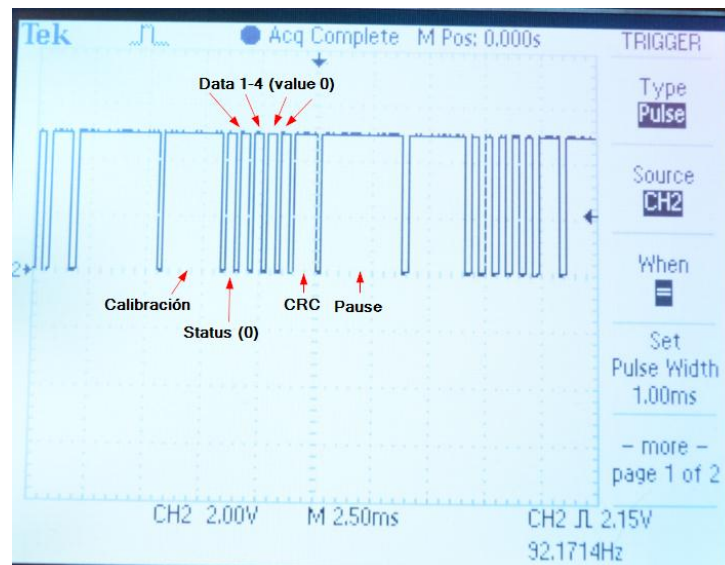 Tek Acq Complete M Pos: 0.000s TRIGGER
Data 1-4 (value 0)
Type
Pulse
Source
CH2
2
When
=
Calibración
CRC
Pause
Status (0)
Set
Pulse Width
1.00ms
- more -
page 1 of 2
CH2 2.00V M 2.50ms CH2 2.15V
92.1714Hz